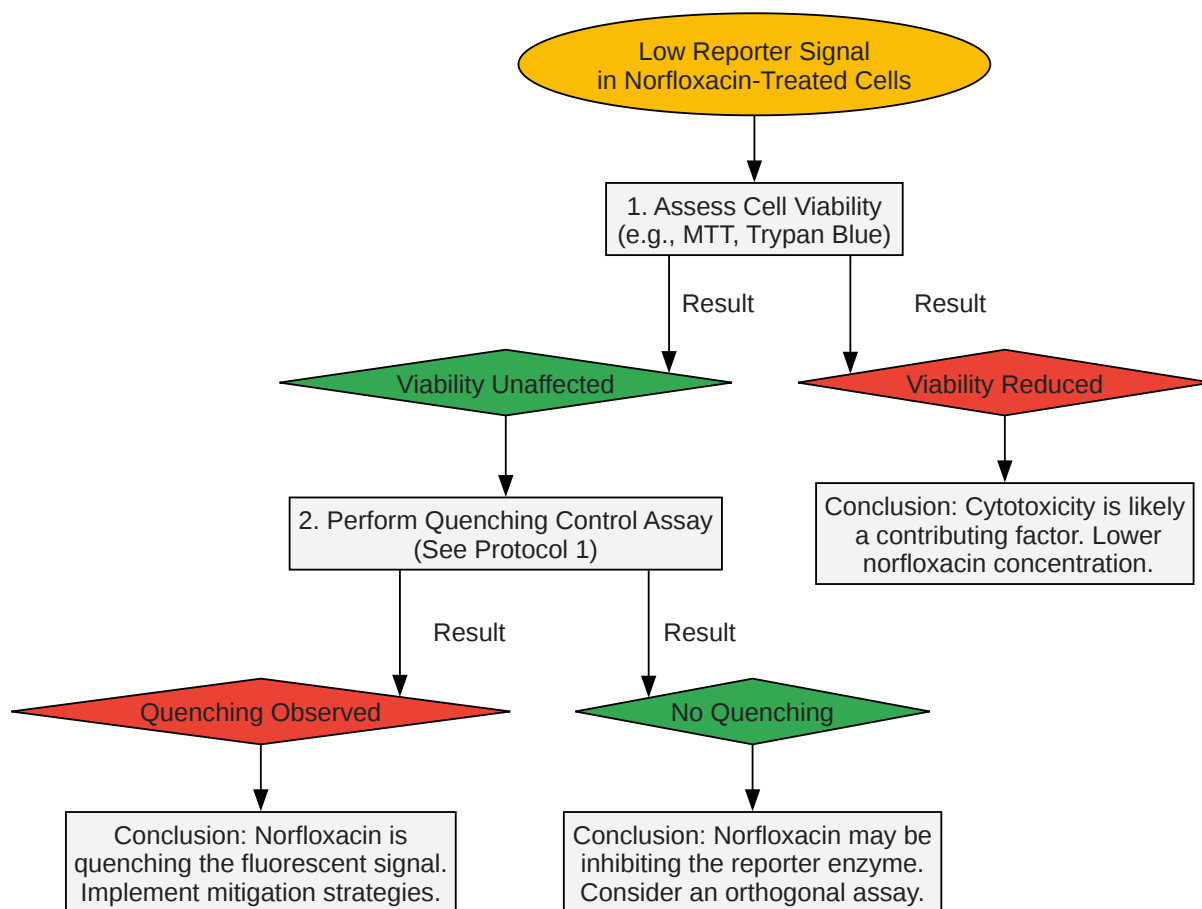 Low Reporter Signal
in Norfloxacin-Treated Cells
1. Assess Cell Viability
(e.g., MTT, Trypan Blue)
Result
Result
Viability Unaffected
Viability Reduced
2. Perform Quenching Control Assay
(See Protocol 1)
Conclusion: Cytotoxicity is likely
a contributing factor. Lower
norfloxacin concentration.
Result
Result
Quenching Observed
No Quenching
Conclusion: Norfloxacin is
quenching the fluorescent signal.
Implement mitigation strategies.
Conclusion: Norfloxacin may be
inhibiting the reporter enzyme.
Consider an orthogonal assay.